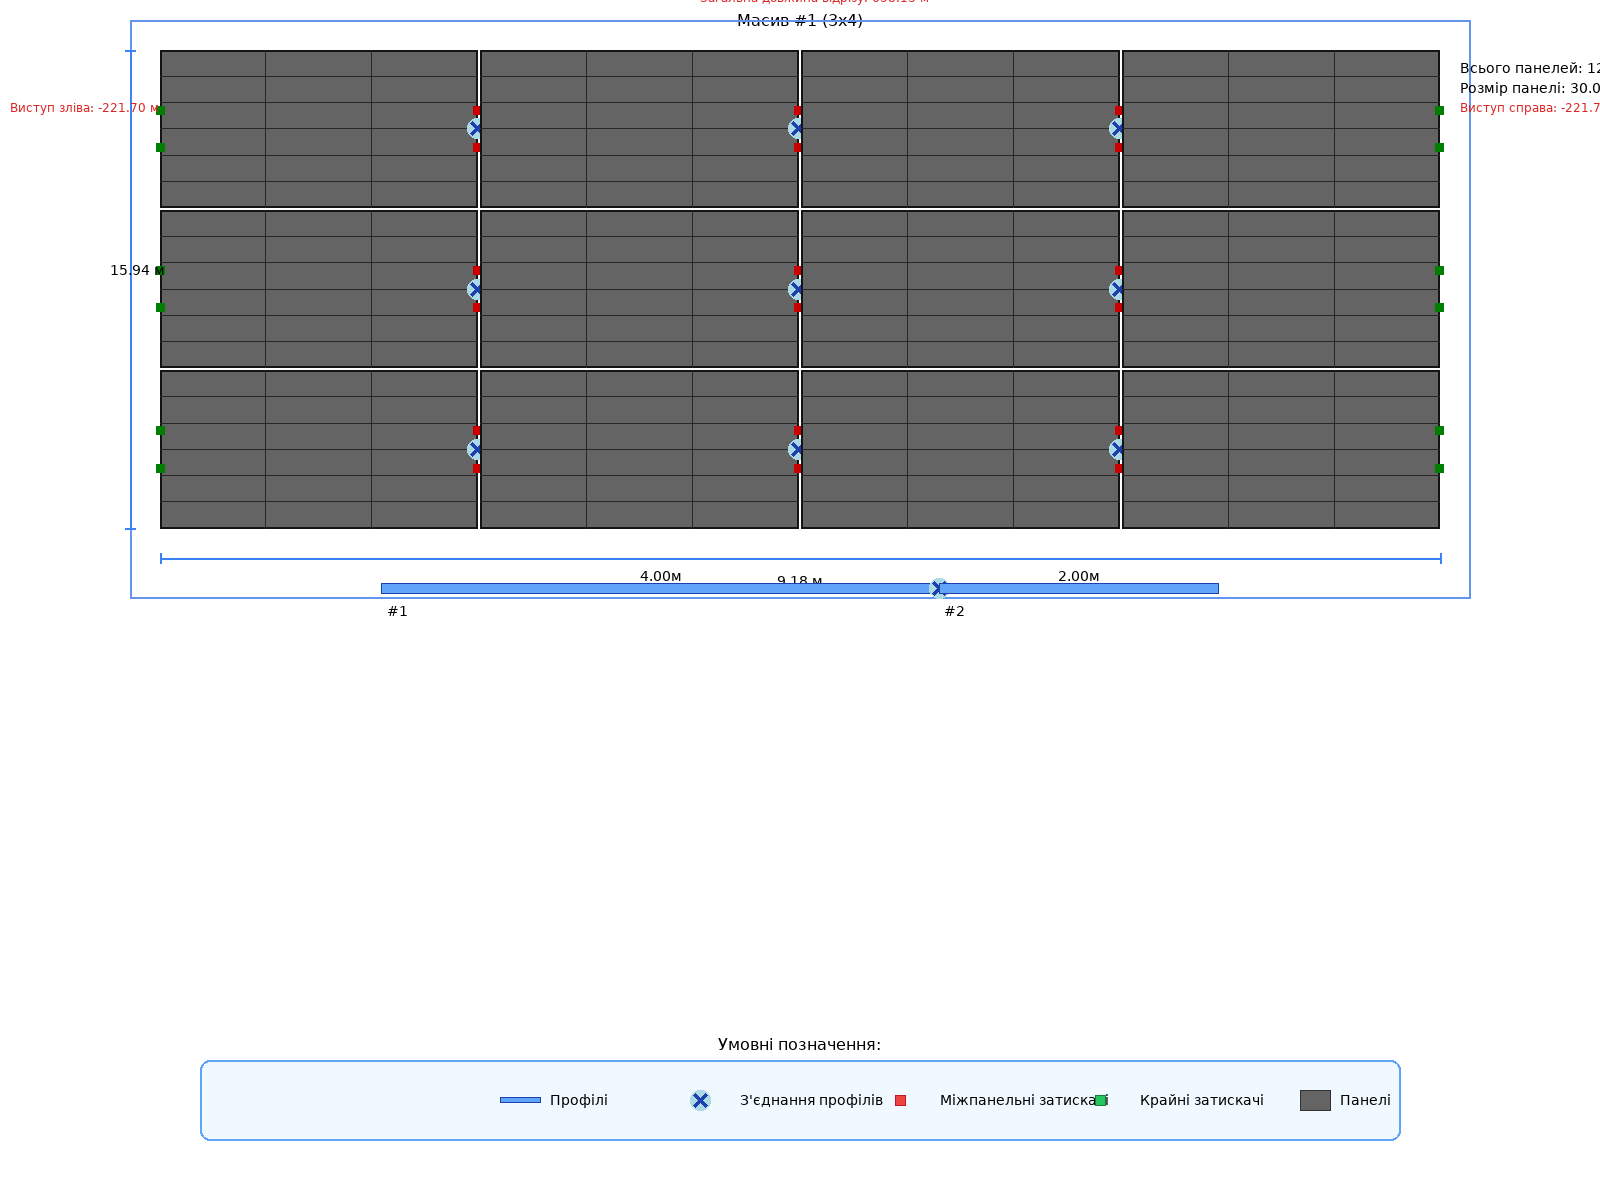 Масив #1 (3x4)
Всього панелей: 12
Розмір панелі: 30.0
Виступ зліва: -221.70 м
Виступ справа: -221.7
15.94 м
4.00м
9.18 м
2.00м
#1
#2
Умовні позначення:
Профілі
З'єднання профілів
Міжпанельні затискачі
Крайні затискачі
Панелі